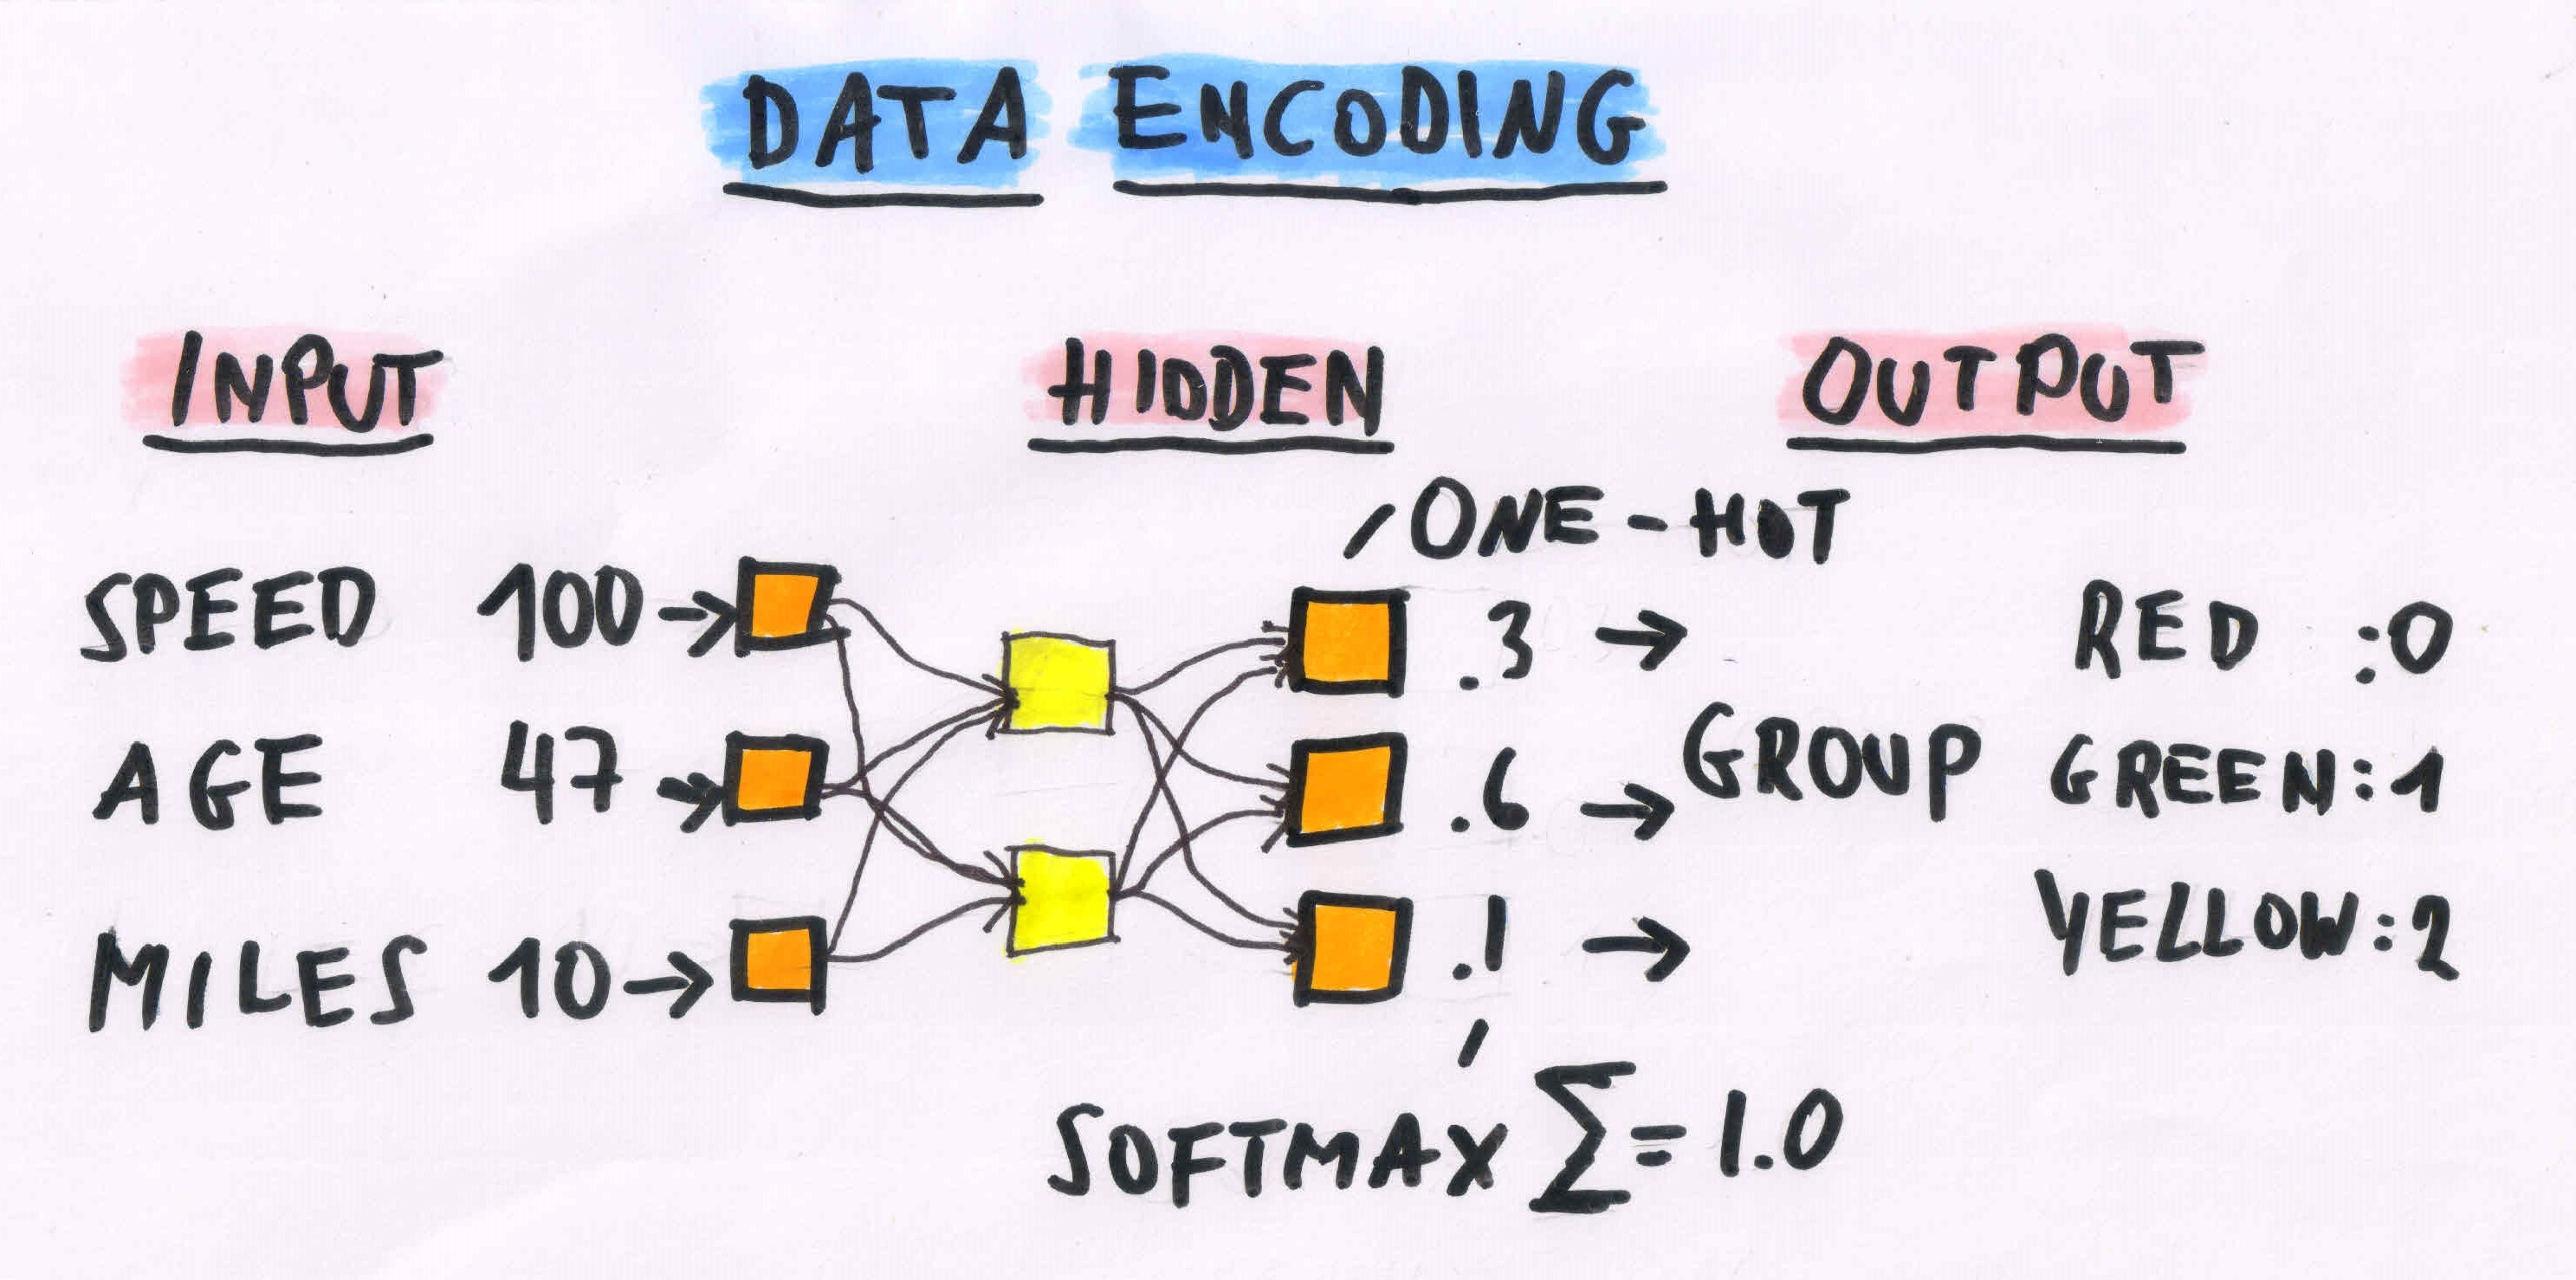 DATA ENCODING
INPUT HIDDEN OUTPUT
ONE-HOT
SPEED 100 .3 RED :0
AGE 47 .6 GROUP GREEN:1
MILES 10 .1 YELLOW:2
SOFTMAX Σ=1.0